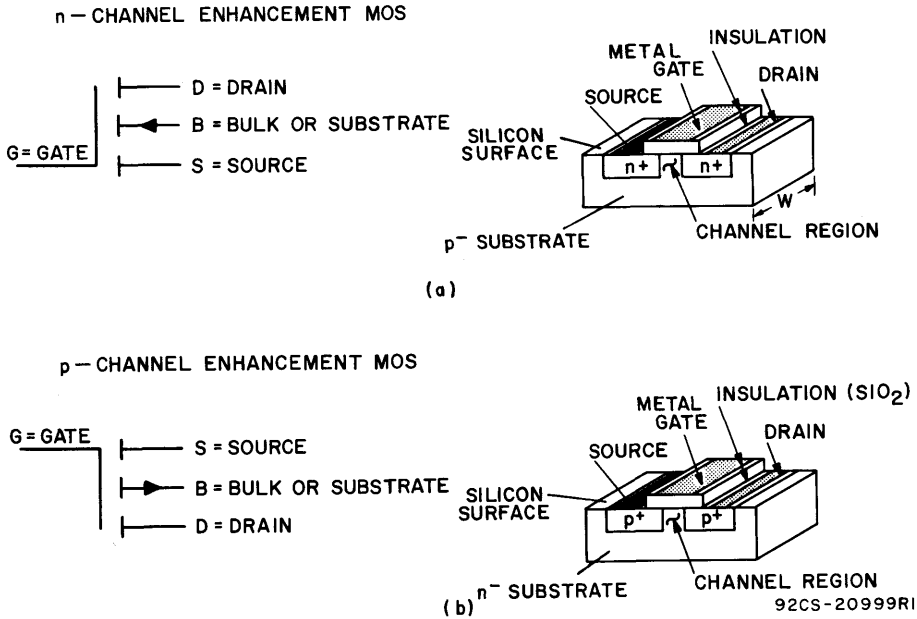 n – CHANNEL ENHANCEMENT MOS
D = DRAIN
B = BULK OR SUBSTRATE
G = GATE
S = SOURCE
METAL
GATE
INSULATION
DRAIN
SOURCE
SILICON
SURFACE
n+
n+
W
p⁻ SUBSTRATE
CHANNEL REGION
(a)
p – CHANNEL ENHANCEMENT MOS
G = GATE
S = SOURCE
B = BULK OR SUBSTRATE
D = DRAIN
METAL
GATE
INSULATION (SIO₂)
DRAIN
SOURCE
SILICON
SURFACE
p+
p+
n⁻ SUBSTRATE
CHANNEL REGION
(b)
92CS-20999RI